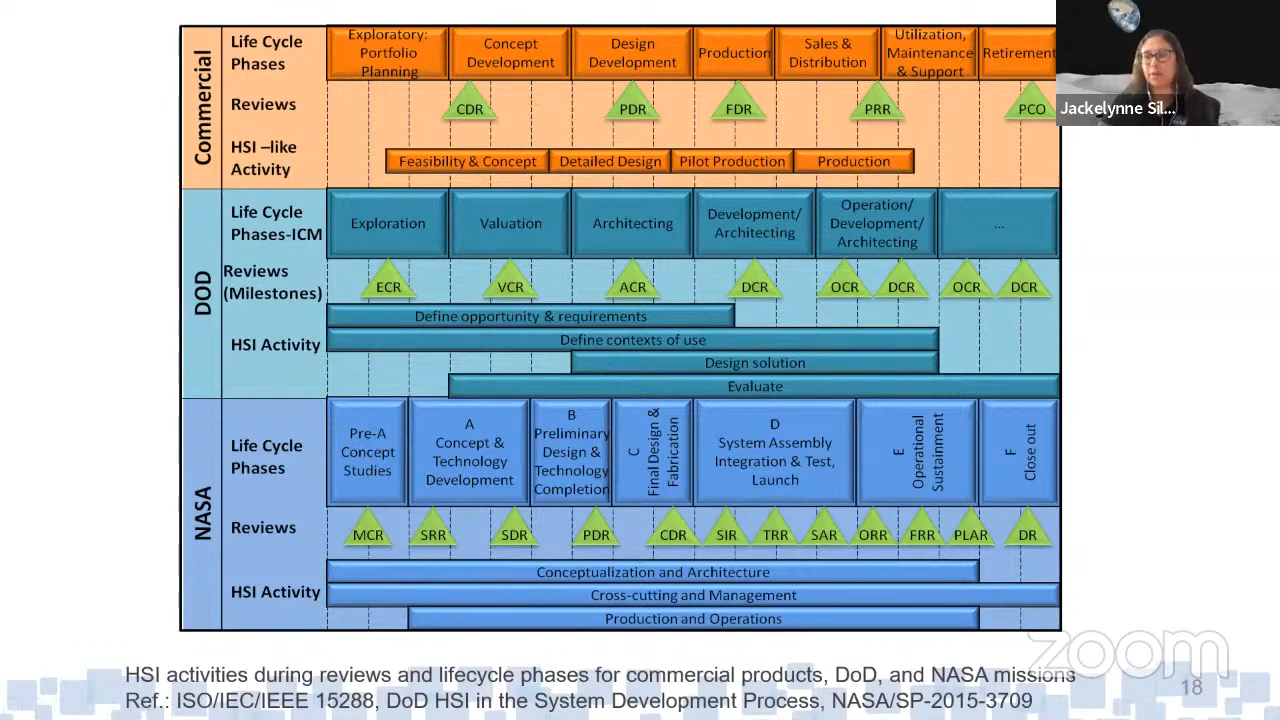 Commercial
Life Cycle
Phases
Exploratory:
Portfolio
Planning
Concept
Development
Design
Development
Production
Sales &
Distribution
Utilization,
Maintenance
& Support
Retirement
Reviews
CDR
PDR
FDR
PRR
PCO
HSI –like
Activity
Feasibility & Concept
Detailed Design
Pilot Production
Production
DOD
Life Cycle
Phases-ICM
Exploration
Valuation
Architecting
Development/
Architecting
Operation/
Development/
Architecting
...
Reviews
(Milestones)
ECR
VCR
ACR
DCR
OCR
DCR
OCR
DCR
HSI Activity
Define opportunity & requirements
Define contexts of use
Design solution
Evaluate
NASA
Life Cycle
Phases
Pre-A
Concept
Studies
A
Concept &
Technology
Development
B
Preliminary
Design &
Technology
Completion
C
Final Design &
Fabrication
D
System Assembly
Integration & Test,
Launch
E
Operational
Sustainment
F
Close out
Reviews
MCR
SRR
SDR
PDR
CDR
SIR
TRR
SAR
ORR
FRR
PLAR
DR
HSI Activity
Conceptualization and Architecture
Cross-cutting and Management
Production and Operations
Jackelynne Sil...
HSI activities during reviews and lifecycle phases for commercial products, DoD, and NASA missions
Ref.: ISO/IEC/IEEE 15288, DoD HSI in the System Development Process, NASA/SP-2015-3709
zoom
18